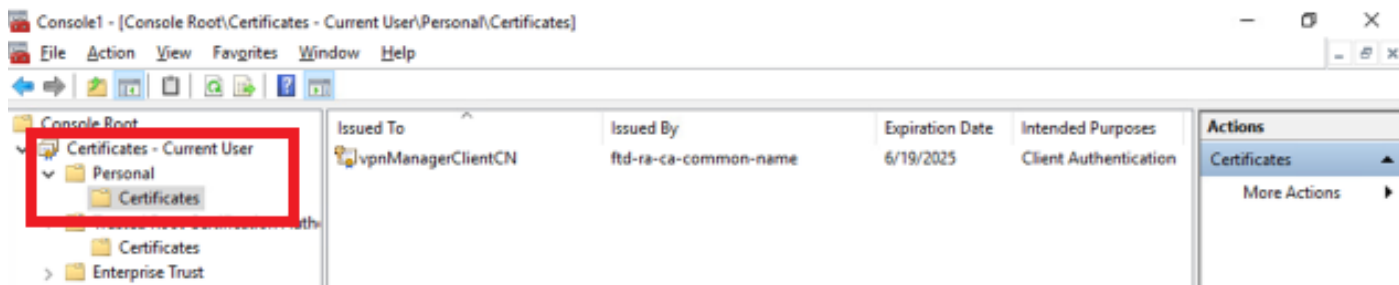 Console1 - [Console Root\Certificates - Current User\Personal\Certificates]
File Action View Favorites Window Help
Console Root
Certificates - Current User
Personal
Certificates
Certificates
Enterprise Trust
Issued To Issued By Expiration Date Intended Purposes
vpnManagerClientCN ftd-ra-ca-common-name 6/19/2025 Client Authentication
Actions
Certificates
More Actions